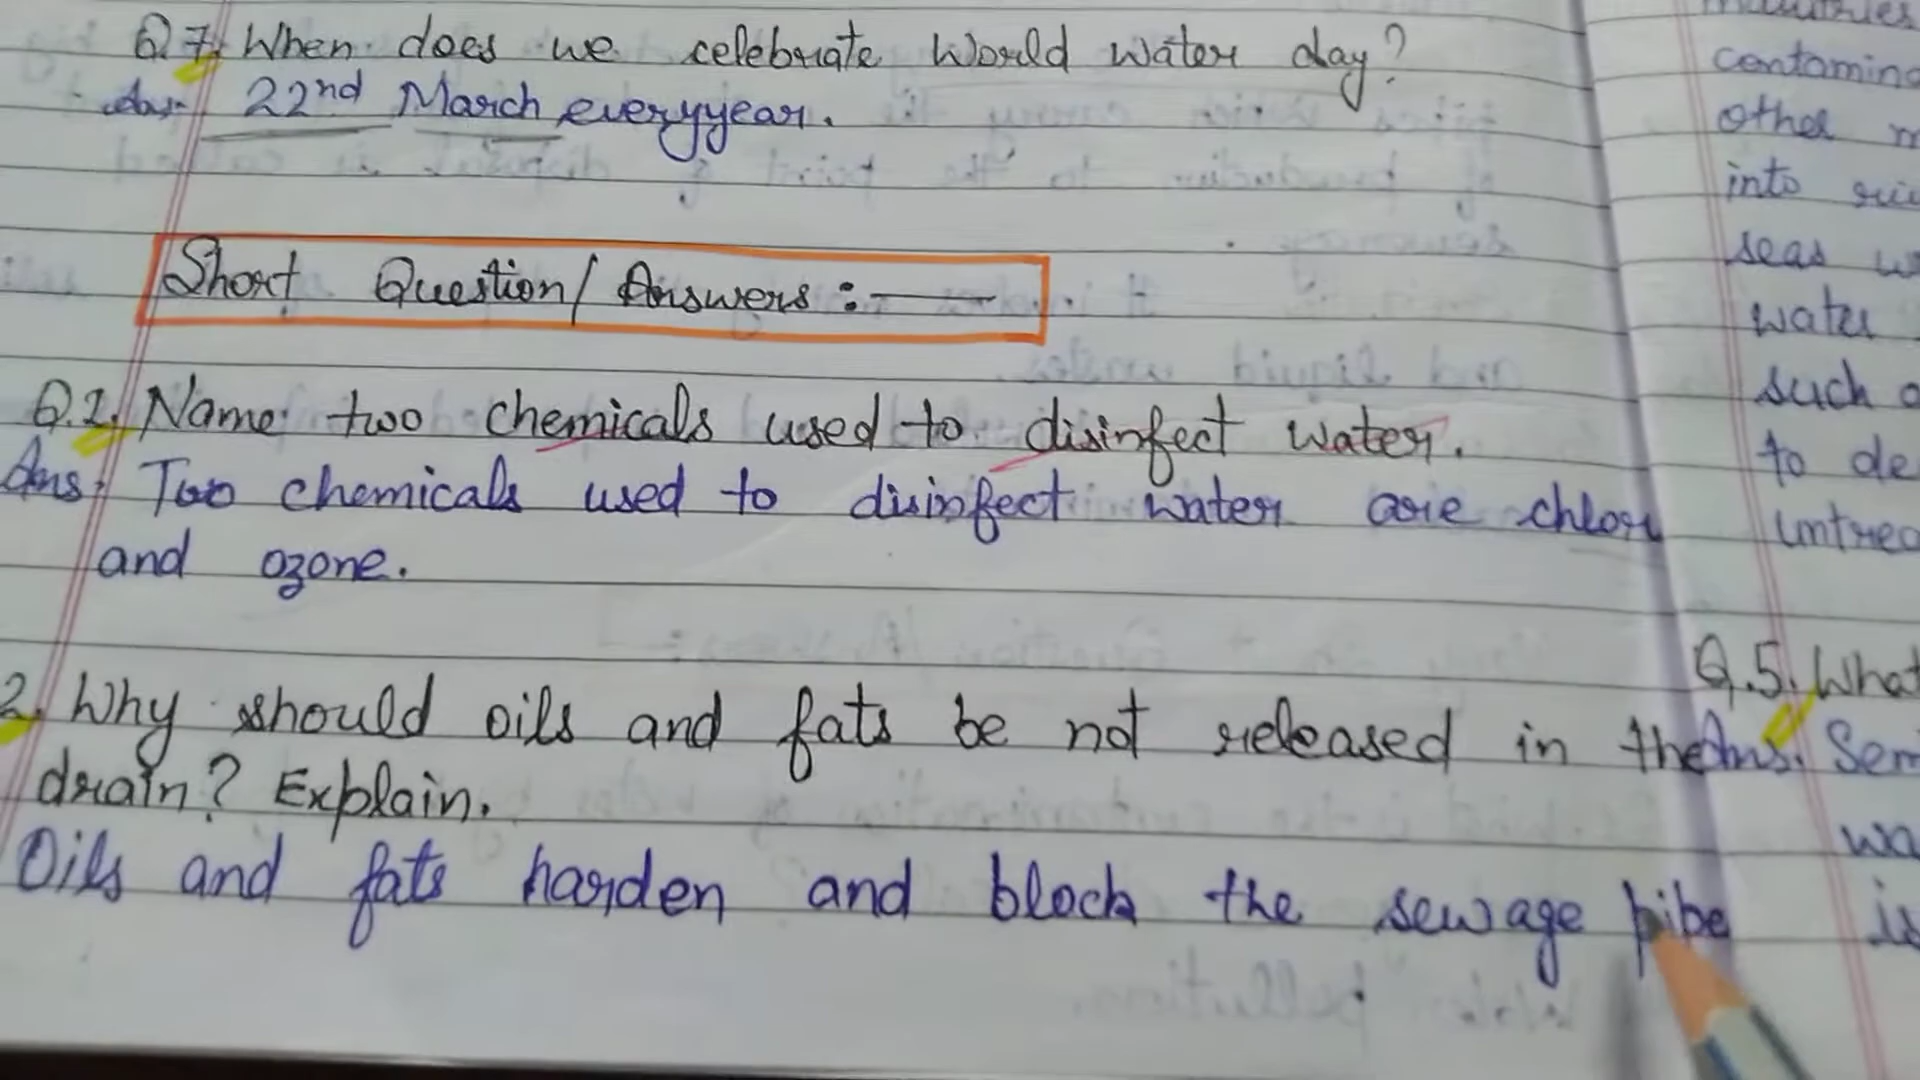 Q.7. When does we celebrate World Water day?
Ans- 22nd March everyyear.
Short Question/Answers :—
Q.1. Name two chemicals used to disinfect water.
Ans. Two chemicals used to disinfect water are chlor
and ozone.
2. Why should oils and fats be not released in the
drain? Explain.
Oils and fats harden and block the sewage pipe
contamina
other m
into
seas
water
such
to de
untrea
Q.5. What
Ans. Sem
wa
is